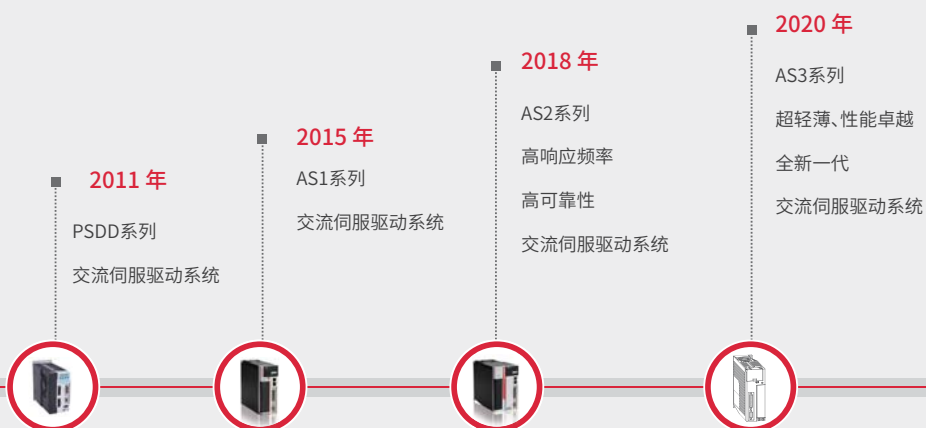 2011 年
PSDD系列
交流伺服驱动系统
2015 年
AS1系列
交流伺服驱动系统
2018 年
AS2系列
高响应频率
高可靠性
交流伺服驱动系统
2020 年
AS3系列
超轻薄、性能卓越
全新一代
交流伺服驱动系统